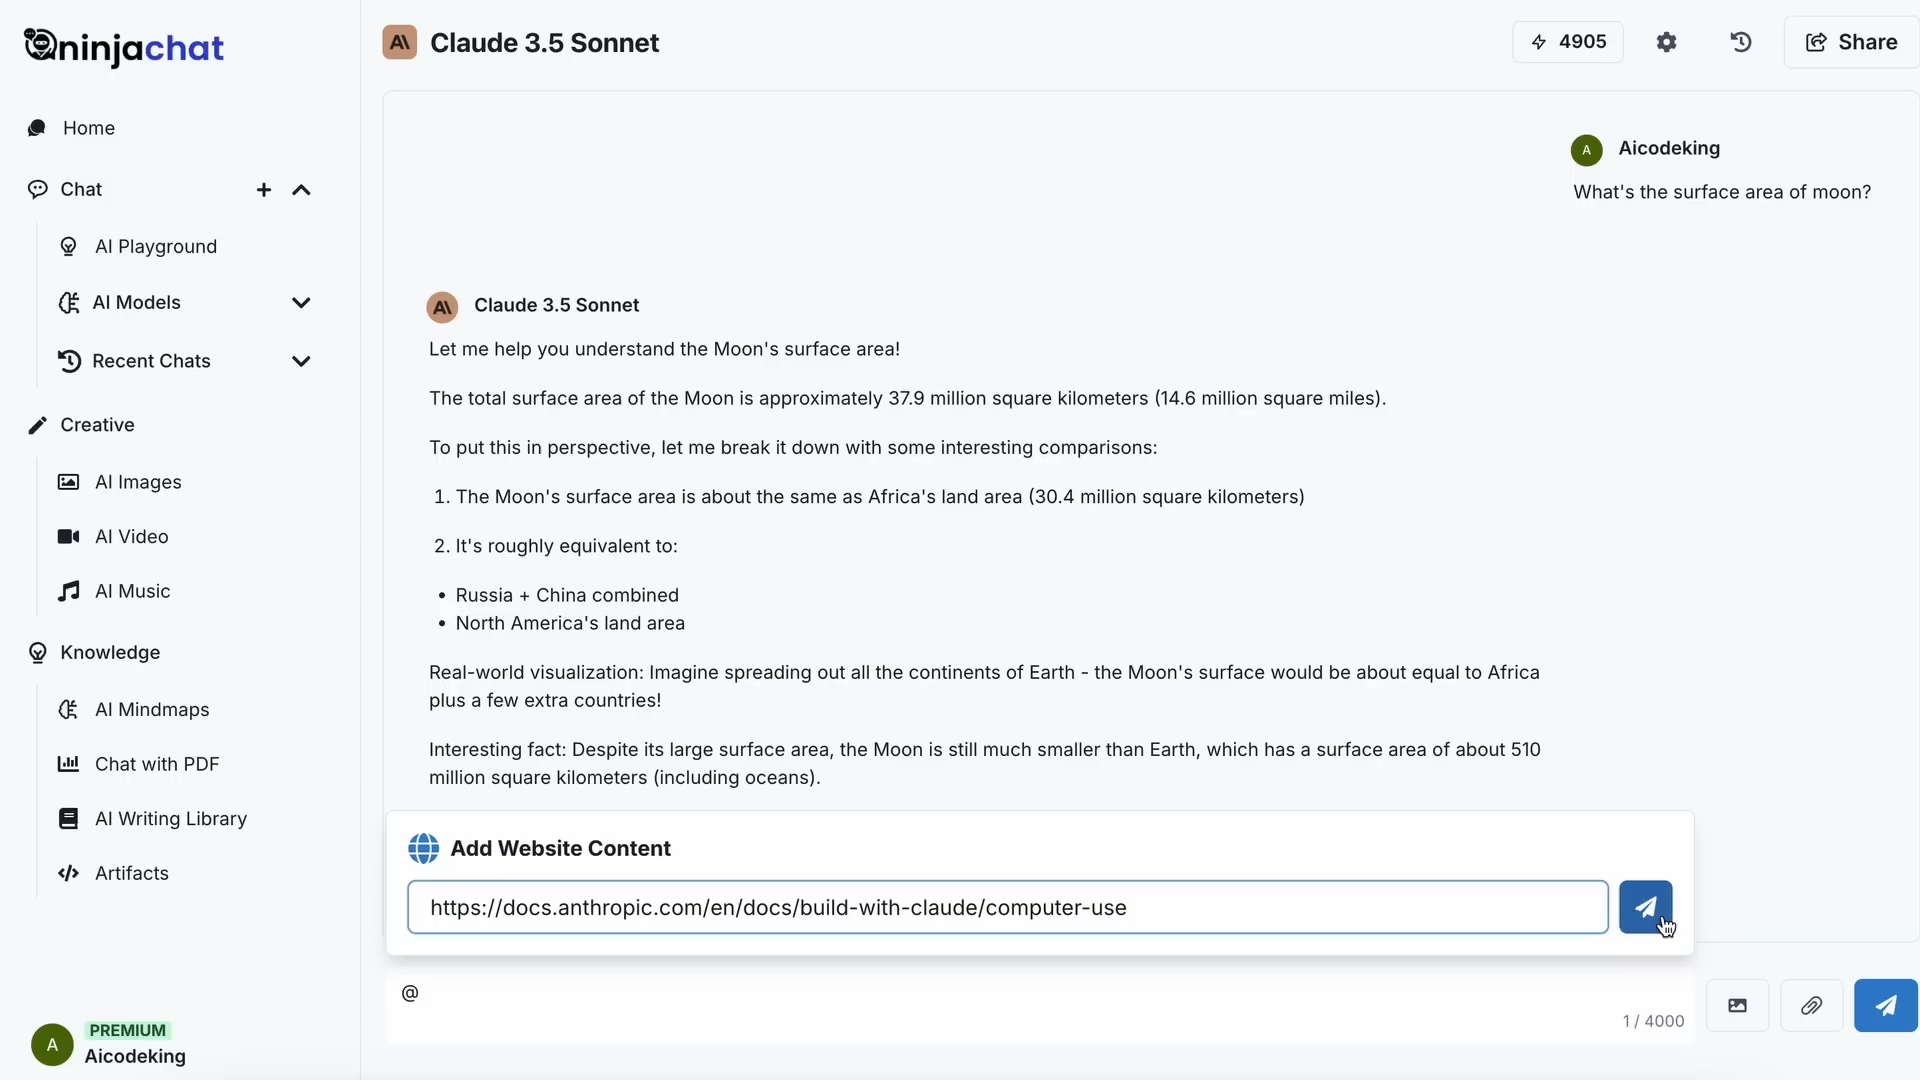 ninjachat
Home
Chat
AI Playground
AI Models
Recent Chats
Creative
AI Images
AI Video
AI Music
Knowledge
AI Mindmaps
Chat with PDF
AI Writing Library
Artifacts
A
PREMIUM
Aicodeking
Claude 3.5 Sonnet
4905
Share
A
Aicodeking
What's the surface area of moon?
Claude 3.5 Sonnet
Let me help you understand the Moon's surface area!
The total surface area of the Moon is approximately 37.9 million square kilometers (14.6 million square miles).
To put this in perspective, let me break it down with some interesting comparisons:
1. The Moon's surface area is about the same as Africa's land area (30.4 million square kilometers)
2. It's roughly equivalent to:
• Russia + China combined
• North America's land area
Real-world visualization: Imagine spreading out all the continents of Earth - the Moon's surface would be about equal to Africa
plus a few extra countries!
Interesting fact: Despite its large surface area, the Moon is still much smaller than Earth, which has a surface area of about 510
million square kilometers (including oceans).
Add Website Content
https://docs.anthropic.com/en/docs/build-with-claude/computer-use
@
1 / 4000